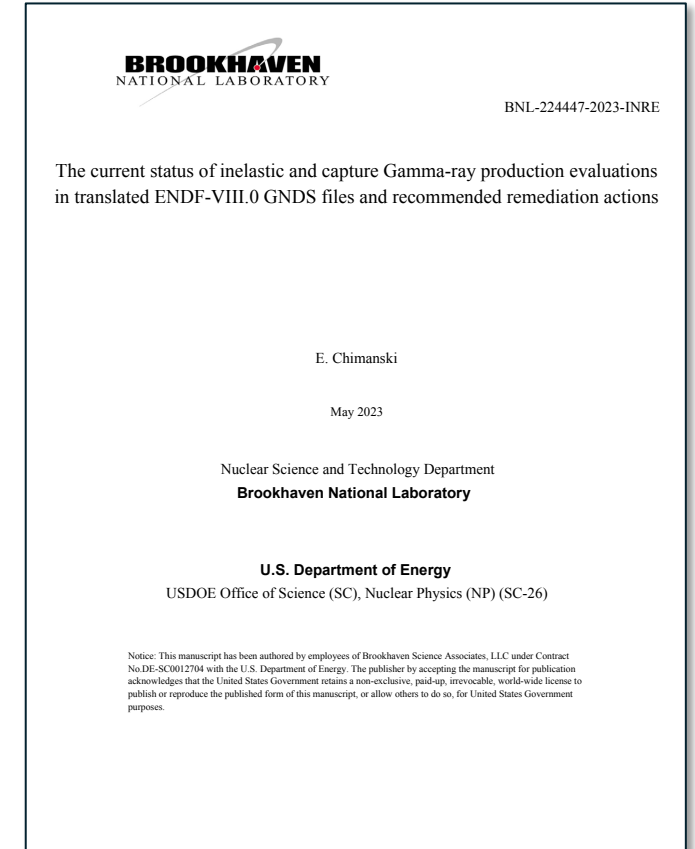 BROOKHAVEN
NATIONAL LABORATORY
BNL-224447-2023-INRE
The current status of inelastic and capture Gamma-ray production evaluations
in translated ENDF-VIII.0 GNDS files and recommended remediation actions
E. Chimanski
May 2023
Nuclear Science and Technology Department
Brookhaven National Laboratory
U.S. Department of Energy
USDOE Office of Science (SC), Nuclear Physics (NP) (SC-26)
Notice: This manuscript has been authored by employees of Brookhaven Science Associates, LLC under Contract
No.DE-SC0012704 with the U.S. Department of Energy. The publisher by accepting the manuscript for publication
acknowledges that the United States Government retains a non-exclusive, paid-up, irrevocable, world-wide license to
publish or reproduce the published form of this manuscript, or allow others to do so, for United States Government
purposes.